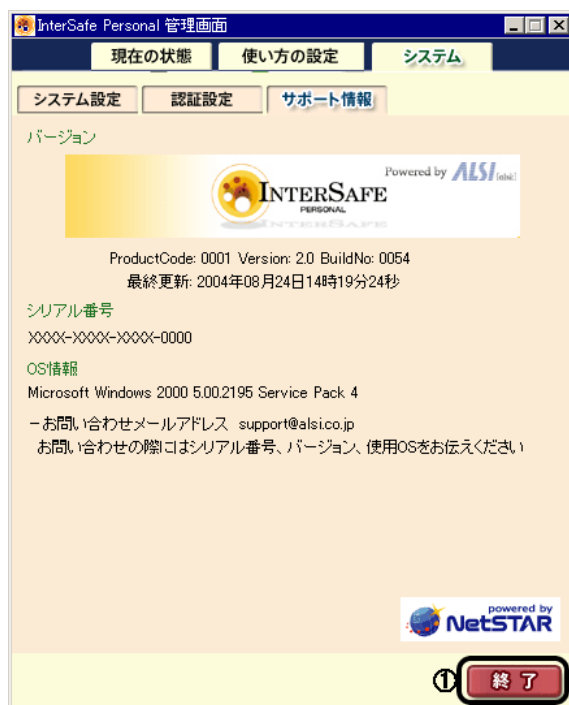 InterSafe Personal 管理画面
現在の状態 使い方の設定 システム
システム設定 認証設定 サポート情報
バージョン
Powered by ALSI [alsi:]
INTERSAFE
PERSONAL
INTERSAFE
ProductCode: 0001 Version: 2.0 BuildNo: 0054
最終更新: 2004年08月24日14時19分24秒
シリアル番号
XXXX-XXXX-XXXX-0000
OS情報
Microsoft Windows 2000 5.00.2195 Service Pack 4
－お問い合わせメールアドレス support@alsi.co.jp
お問い合わせの際にはシリアル番号、バージョン、使用OSをお伝えください
powered by
NetSTAR
① 終了